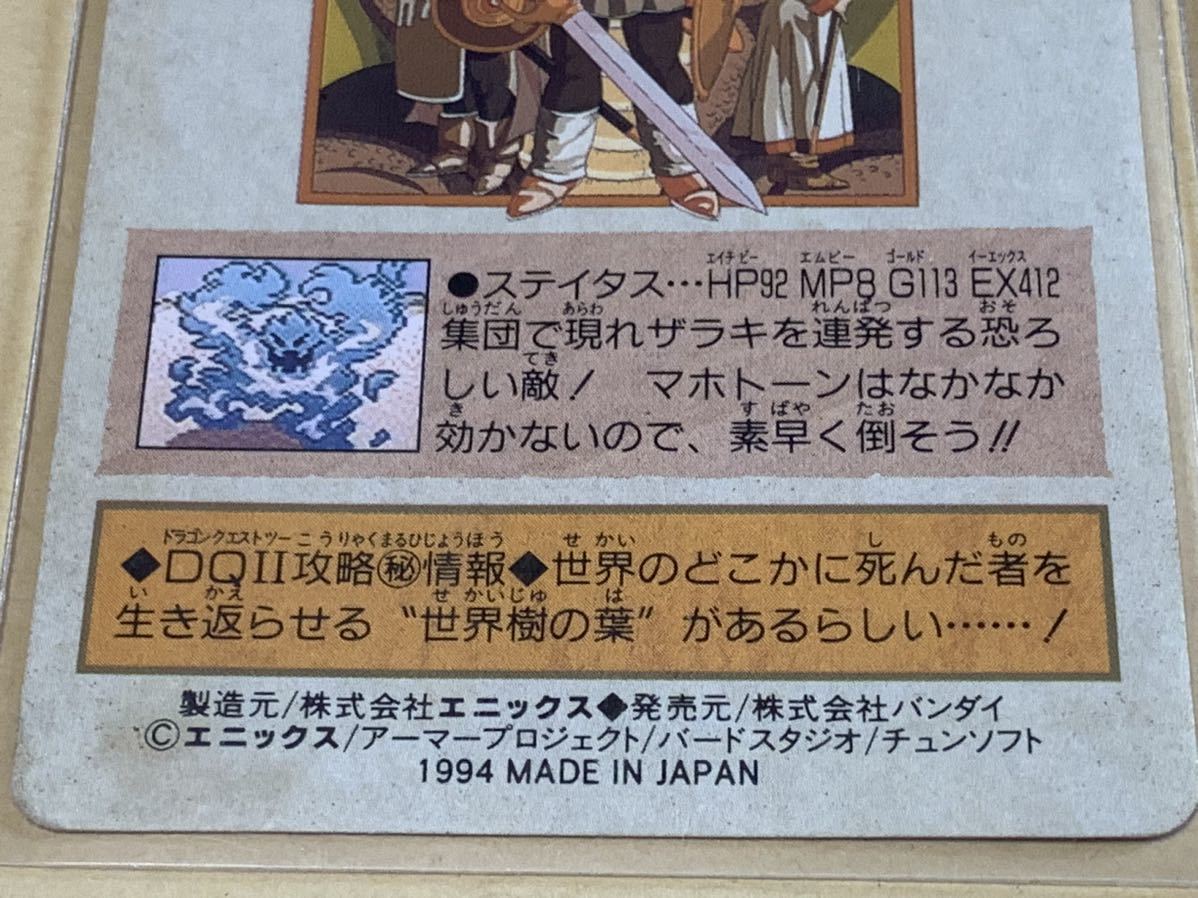 エイチピー エムピー ゴールド イーエックス
●ステイタス…HP92 MP8 G113 EX412
しゅうだん あらわ れんぱつ おそ
集団で現れザラキを連発する恐ろ
てき
しい敵！ マホトーンはなかなか
き す ばや たお
効かないので、素早く倒そう!!
ドラゴンクエストツー こうりゃくまるひじょうほう せ かい し もの
◆DQII攻略㊙情報◆世界のどこかに死んだ者を
い かえ せ かいじゅ は
生き返らせる “世界樹の葉” があるらしい……！
製造元/株式会社エニックス◆発売元/株式会社バンダイ
©エニックス/アーマープロジェクト/バードスタジオ/チュンソフト
1994 MADE IN JAPAN